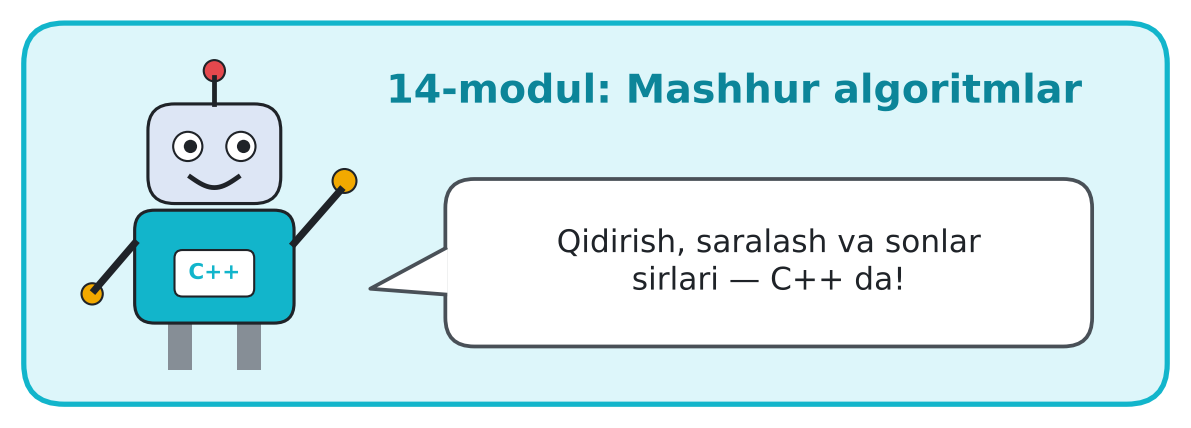 14-modul: Mashhur algoritmlar
Qidirish, saralash va sonlar
sirlari — C++ da!
C++